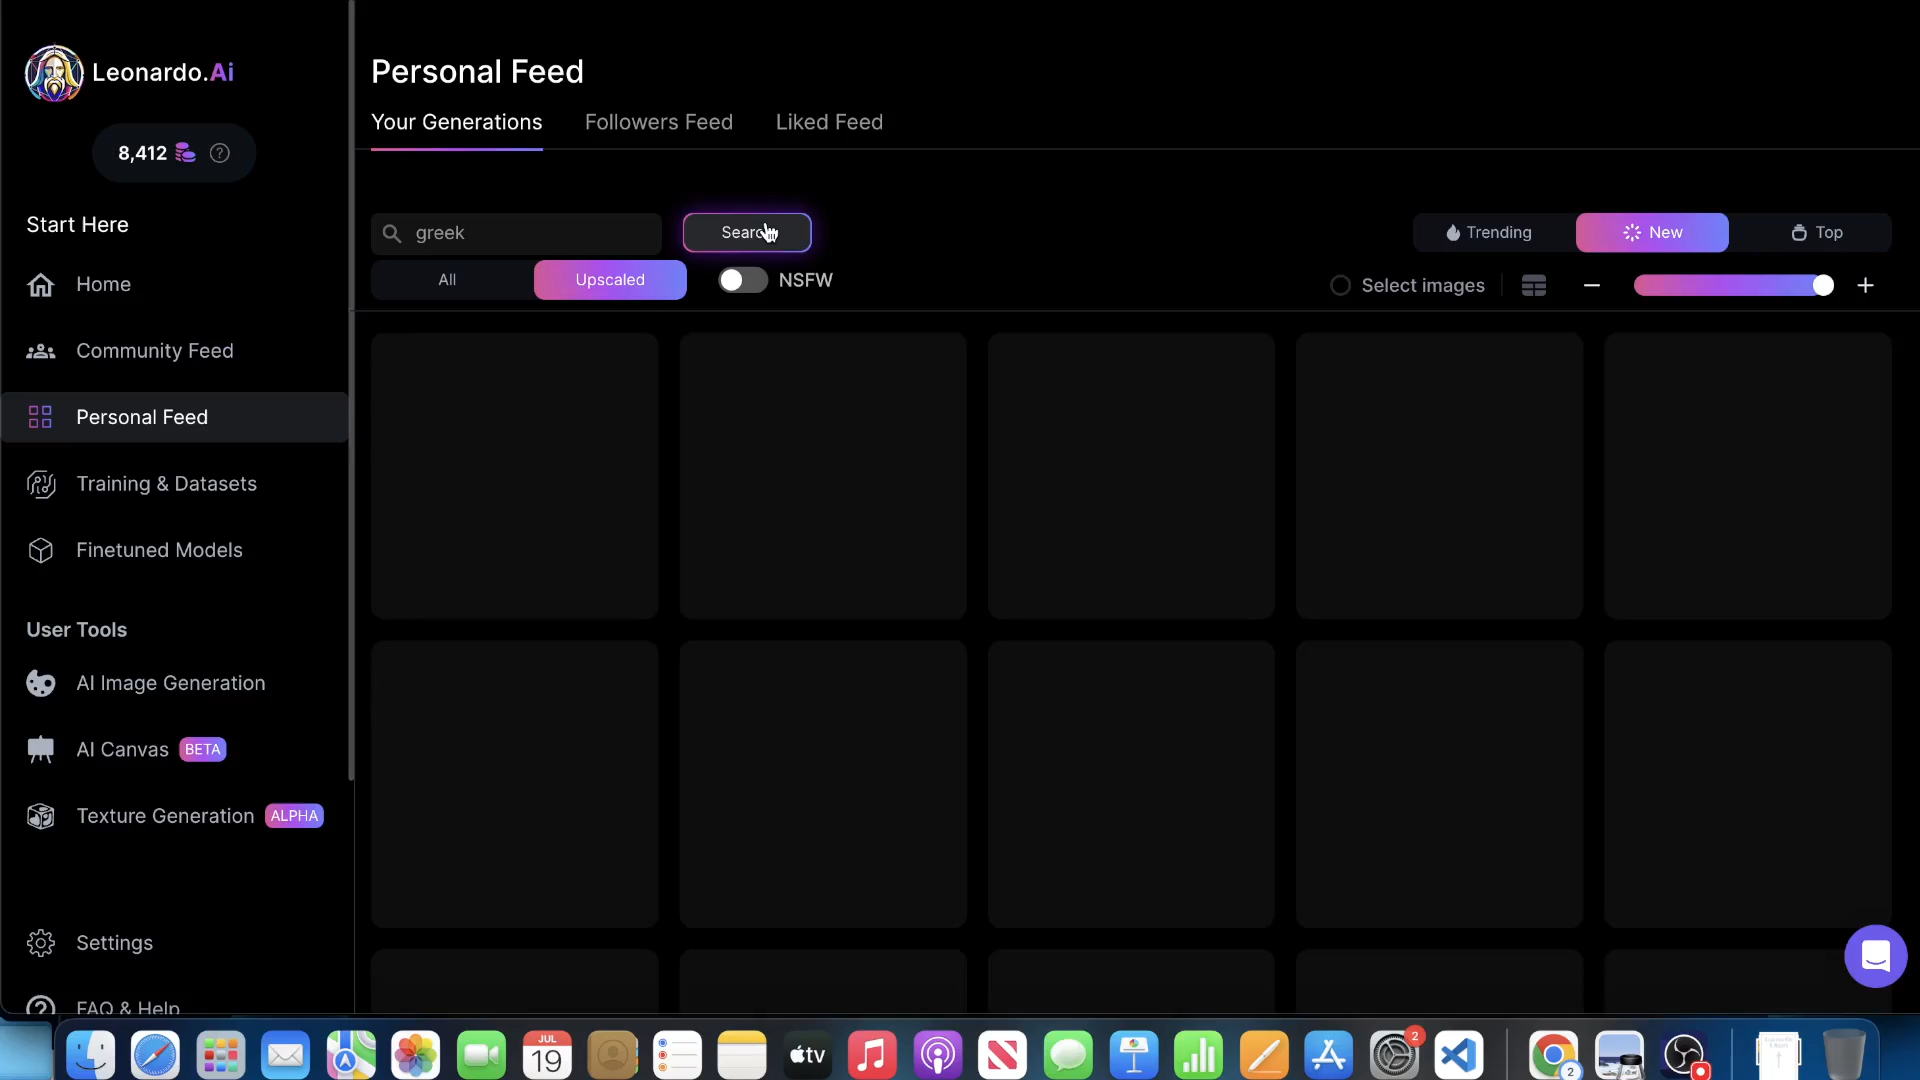 Leonardo.Ai
8,412
Start Here
Home
Community Feed
Personal Feed
Training & Datasets
Finetuned Models
User Tools
AI Image Generation
AI Canvas BETA
Texture Generation ALPHA
Settings
FAQ & Help
Personal Feed
Your Generations Followers Feed Liked Feed
greek Search Trending New Top
All Upscaled NSFW Select images
JUL
19
tv
2
2